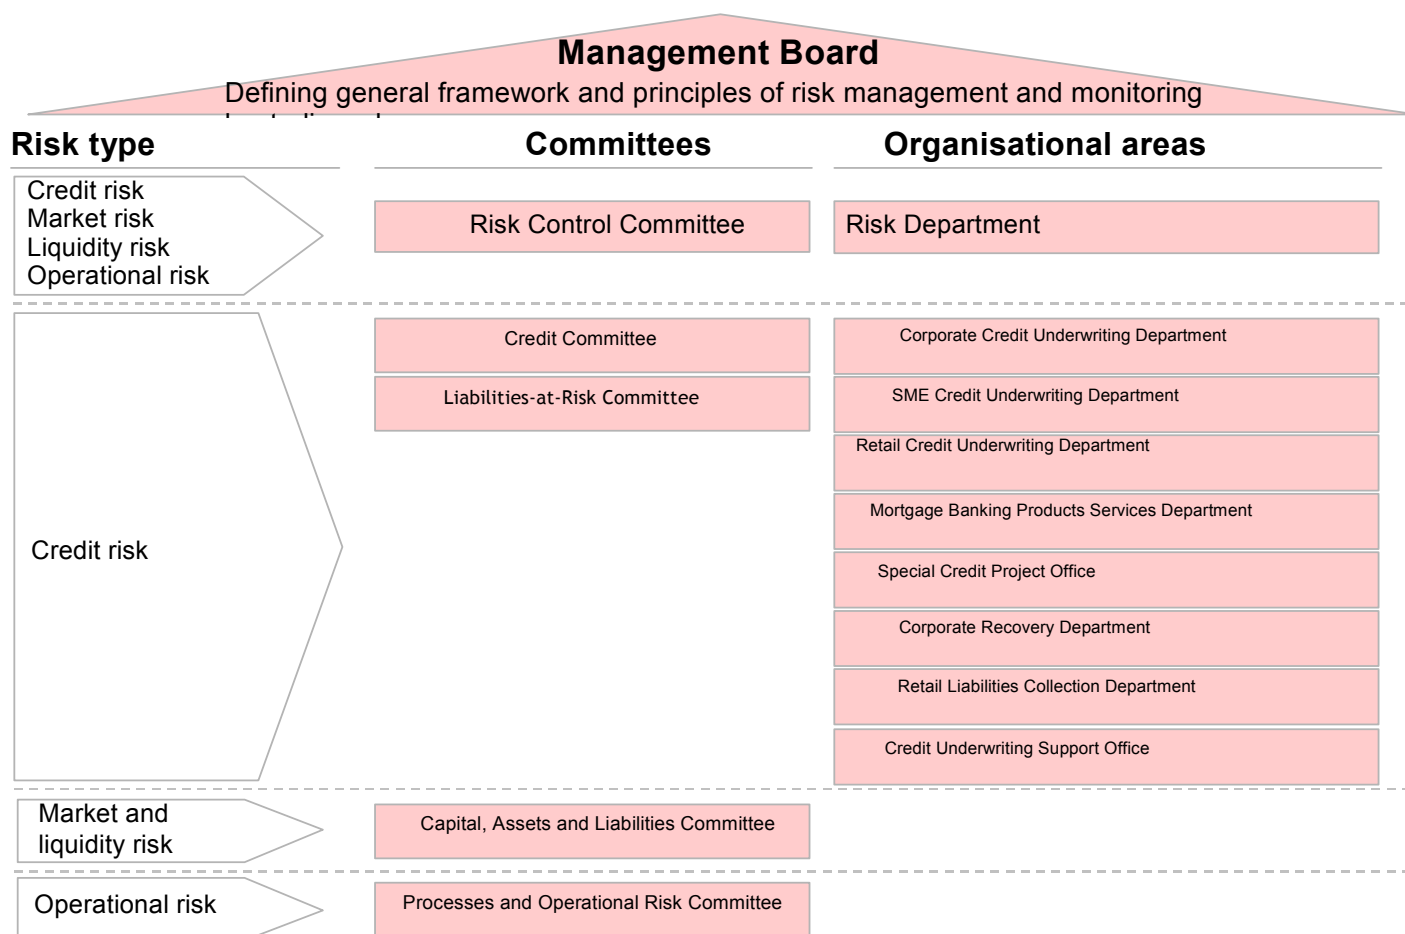 Management Board
Defining general framework and principles of risk management and monitoring
Risk type
Committees
Organisational areas
Credit risk
Market risk
Liquidity risk
Operational risk
Risk Control Committee
Risk Department
Credit risk
Credit Committee
Liabilities-at-Risk Committee
Corporate Credit Underwriting Department
SME Credit Underwriting Department
Retail Credit Underwriting Department
Mortgage Banking Products Services Department
Special Credit Project Office
Corporate Recovery Department
Retail Liabilities Collection Department
Credit Underwriting Support Office
Market and
liquidity risk
Capital, Assets and Liabilities Committee
Operational risk
Processes and Operational Risk Committee